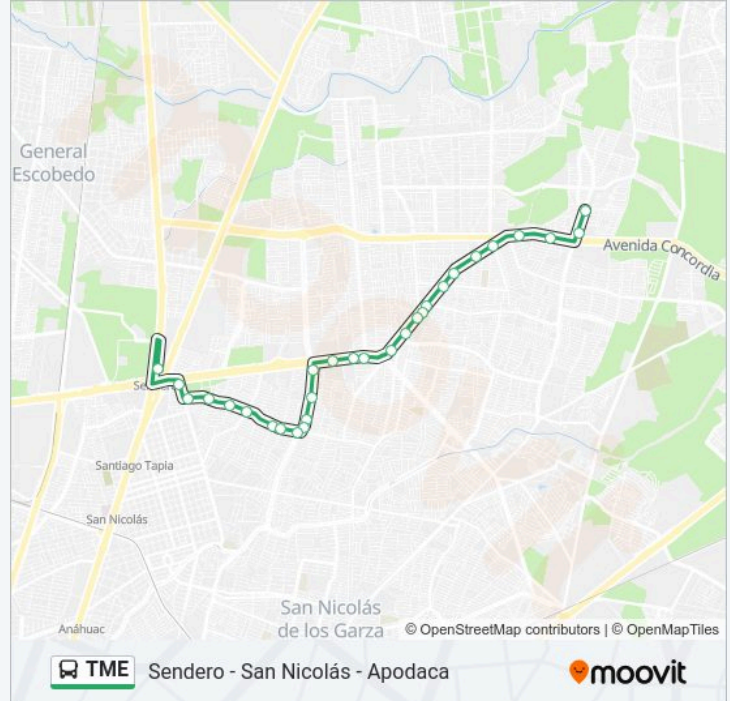 General
Escobedo
Avenida Concordia
Santiago Tapia
San Nicolás
San Nicolás
de los Garza
Anáhuac
© OpenStreetMap contributors | © OpenMapTiles
TME
Sendero - San Nicolás - Apodaca
moovit